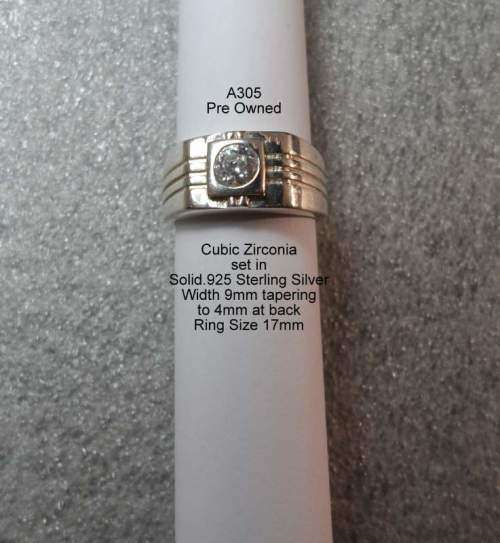 A305
Pre Owned
Cubic Zirconia
set in
Solid.925 Sterling Silver
Width 9mm tapering
to 4mm at back
Ring Size 17mm